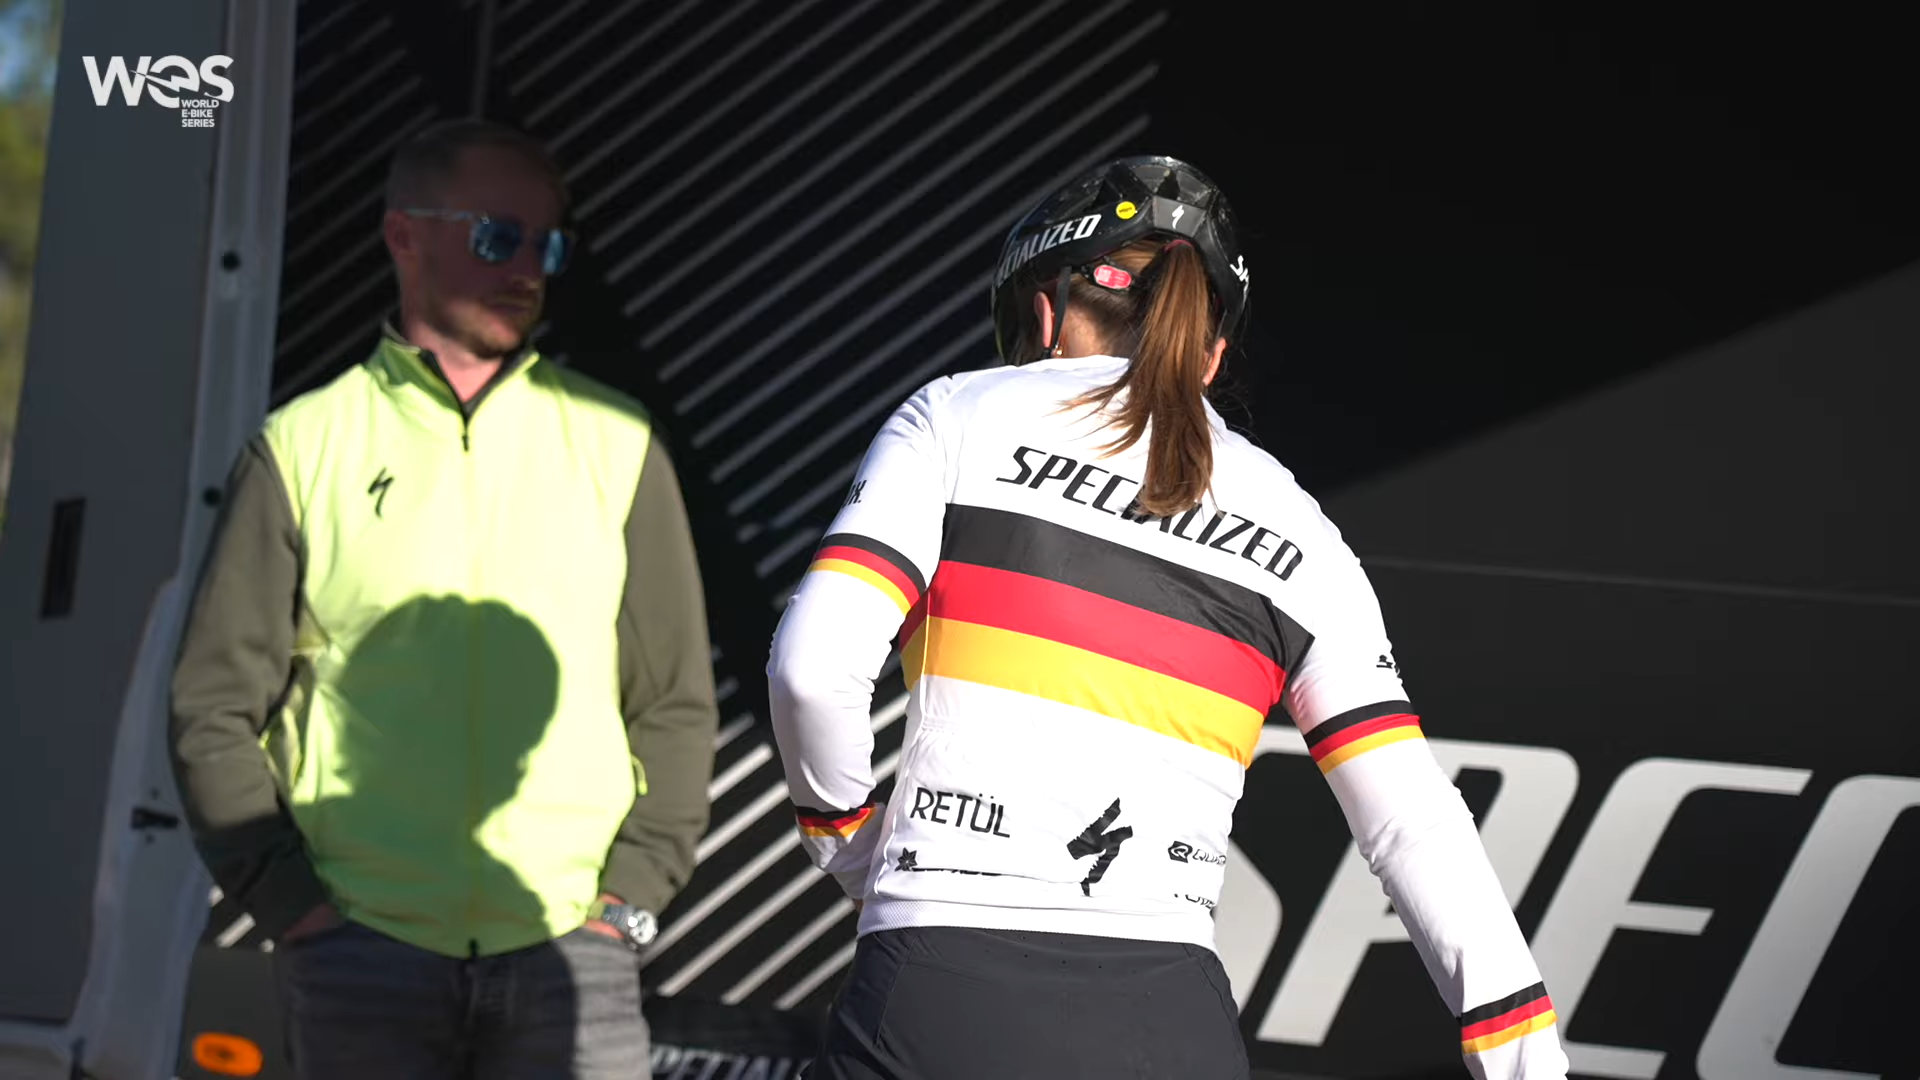 WES
WORLD
E-BIKE
SERIES
SPECIALIZED
SPECIALIZED
RETÜL
SPEC